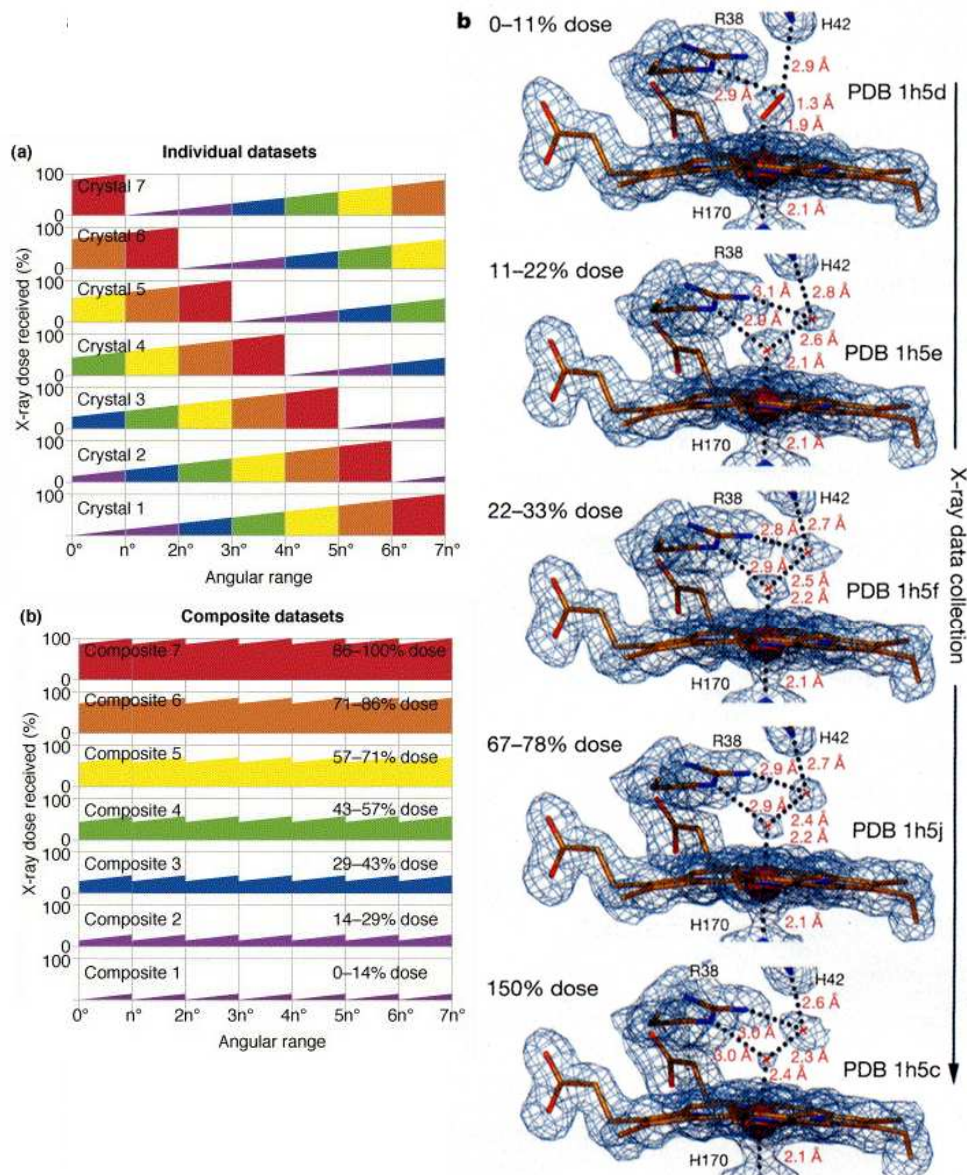 (a) Individual datasets
X-ray dose received (%)
100
Crystal 7
0
100
Crystal 6
0
100
Crystal 5
0
100
Crystal 4
0
100
Crystal 3
0
100
Crystal 2
0
100
Crystal 1
0
0° n° 2n° 3n° 4n° 5n° 6n° 7n°
Angular range
(b) Composite datasets
X-ray dose received (%)
100
Composite 7 86–100% dose
0
Composite 6 71–86% dose
0
100
Composite 5 57–71% dose
0
100
Composite 4 43–57% dose
0
100
Composite 3 29–43% dose
0
100
Composite 2 14–29% dose
0
100
Composite 1 0–14% dose
0
0° n° 2n° 3n° 4n° 5n° 6n° 7n°
Angular range
b
0–11% dose
R38
H42
2.9 Å
2.9 Å
PDB 1h5d
1.3 Å
1.9 Å
H170
2.1 Å
11–22% dose
R38
H42
3.1 Å
2.8 Å
2.9 Å
2.6 Å
2.1 Å
PDB 1h5e
H170
2.1 Å
22–33% dose
R38
H42
2.8 Å
2.7 Å
2.9 Å
2.5 Å
2.2 Å
PDB 1h5f
H170
2.1 Å
67–78% dose
R38
H42
2.9 Å
2.7 Å
2.9 Å
2.4 Å
2.2 Å
PDB 1h5j
H170
2.1 Å
150% dose
R38
H42
2.6 Å
3.0 Å
3.0 Å
2.3 Å
2.4 Å
PDB 1h5c
H170
2.1 Å
X-ray data collection